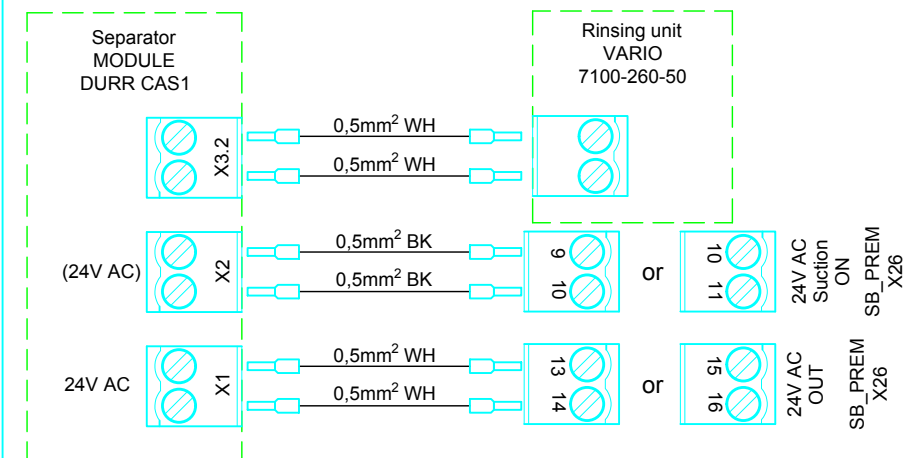 Separator
MODULE
DURR CAS1
Rinsing unit
VARIO
7100-260-50
X3.2
0,5mm² WH
0,5mm² WH
(24V AC)
X2
0,5mm² BK
0,5mm² BK
9
10
or
10
11
24V AC
Suction
ON
SB_PREM
X26
24V AC
X1
0,5mm² WH
0,5mm² WH
13
14
or
15
16
24V AC
OUT
SB_PREM
X26